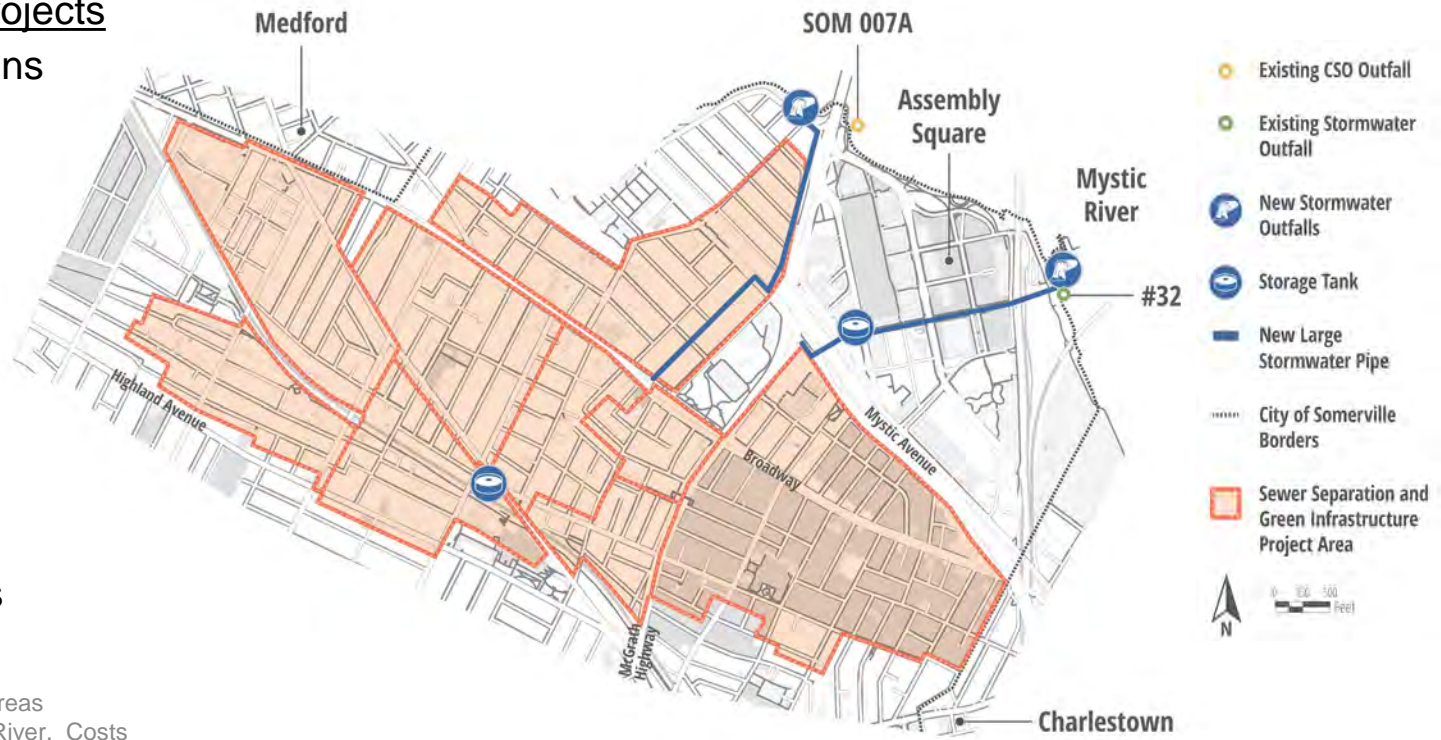 ojects
ns
s
reas
River. Costs
Medford
SOM 007A
Assembly
Square
Mystic
River
#32
Highland Avenue
Broadway
Mystic Avenue
McGrath
Highway
Charlestown
Existing CSO Outfall
Existing Stormwater
Outfall
New Stormwater
Outfalls
Storage Tank
New Large
Stormwater Pipe
City of Somerville
Borders
Sewer Separation and
Green Infrastructure
Project Area
N
Feet